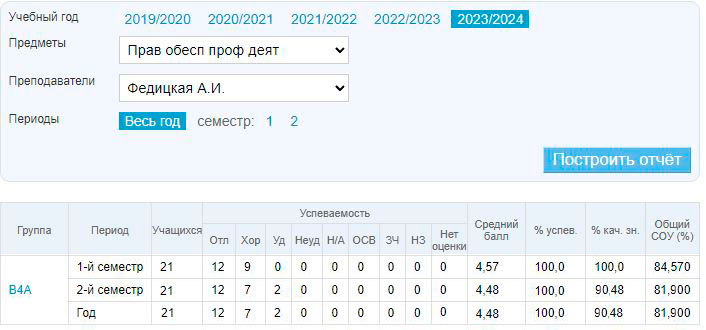 Учебный год 2019/2020 2020/2021 2021/2022 2022/2023 2023/2024
Предметы Прав обесп проф деят
Преподаватели Федицкая А.И.
Периоды Весь год семестр: 1 2
Построить отчёт
Группа Период Учащихся Успеваемость Средний балл % успев. % кач. зн. Общий СОУ (%)
Отл Хор Уд Неуд Н/А ОСВ ЗЧ НЗ Нет оценки
В4А 1-й семестр 21 12 9 0 0 0 0 0 0 0 4,57 100,0 100,0 84,570
2-й семестр 21 12 7 2 0 0 0 0 0 0 4,48 100,0 90,48 81,900
Год 21 12 7 2 0 0 0 0 0 0 4,48 100,0 90,48 81,900